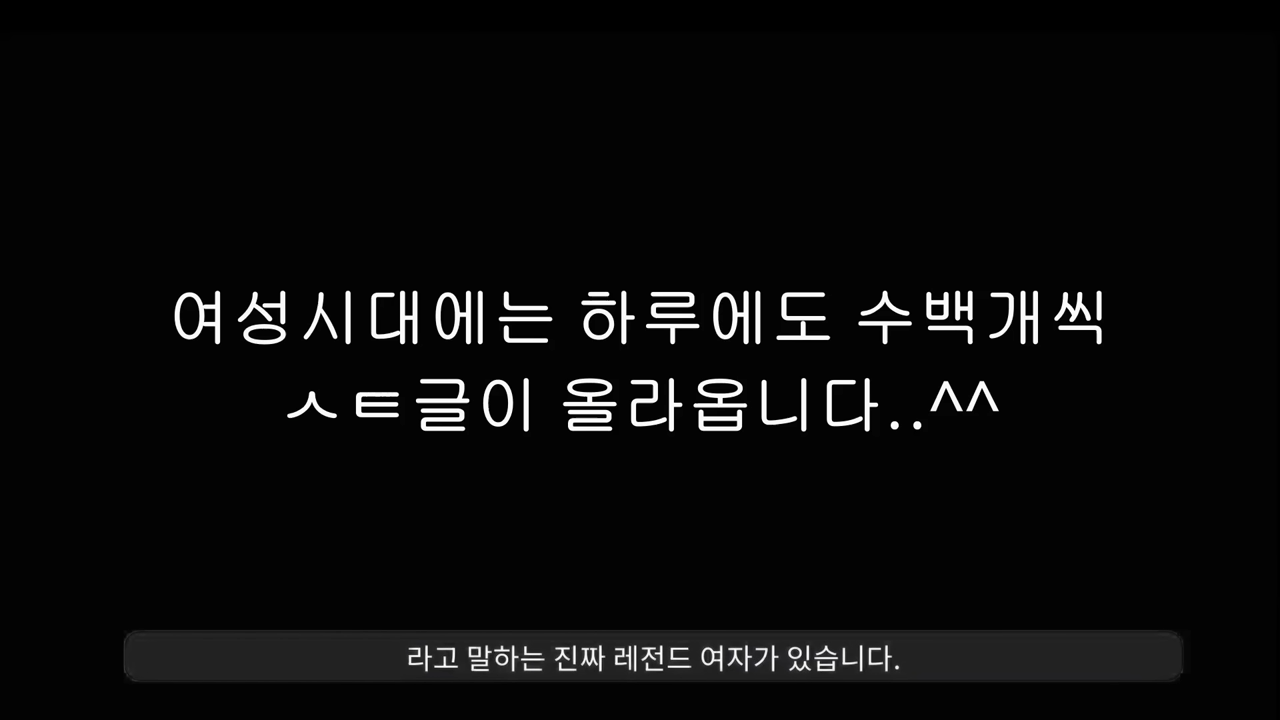 여성시대에는 하루에도 수백개씩
ㅅㅌ글이 올라옵니다..^^
라고 말하는 진짜 레전드 여자가 있습니다.